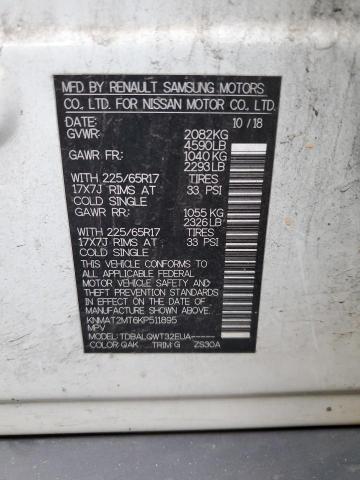 MFD BY RENAULT SAMSUNG MOTORS
CO., LTD. FOR NISSAN MOTOR CO., LTD.
DATE: 10 / 18
GVWR: 2082KG
4590LB
GAWR FR: 1040 KG
2293LB
WITH 225/65R17 TIRES
17X7J RIMS AT 33 PSI
COLD SINGLE
GAWR RR: 1055 KG
2326LB
WITH 225/65R17 TIRES
17X7J RIMS AT 33 PSI
COLD SINGLE
THIS VEHICLE CONFORMS TO
ALL APPLICABLE FEDERAL
MOTOR VEHICLE SAFETY AND
THEFT PREVENTION STANDARDS
IN EFFECT ON THE DATE OF
MANUFACTURE SHOWN ABOVE.
KNMAT2MT6KP511895
MPV
MODEL: TDBALQWT32EUA-----
COLOR: QAK TRIM: G ZS30A